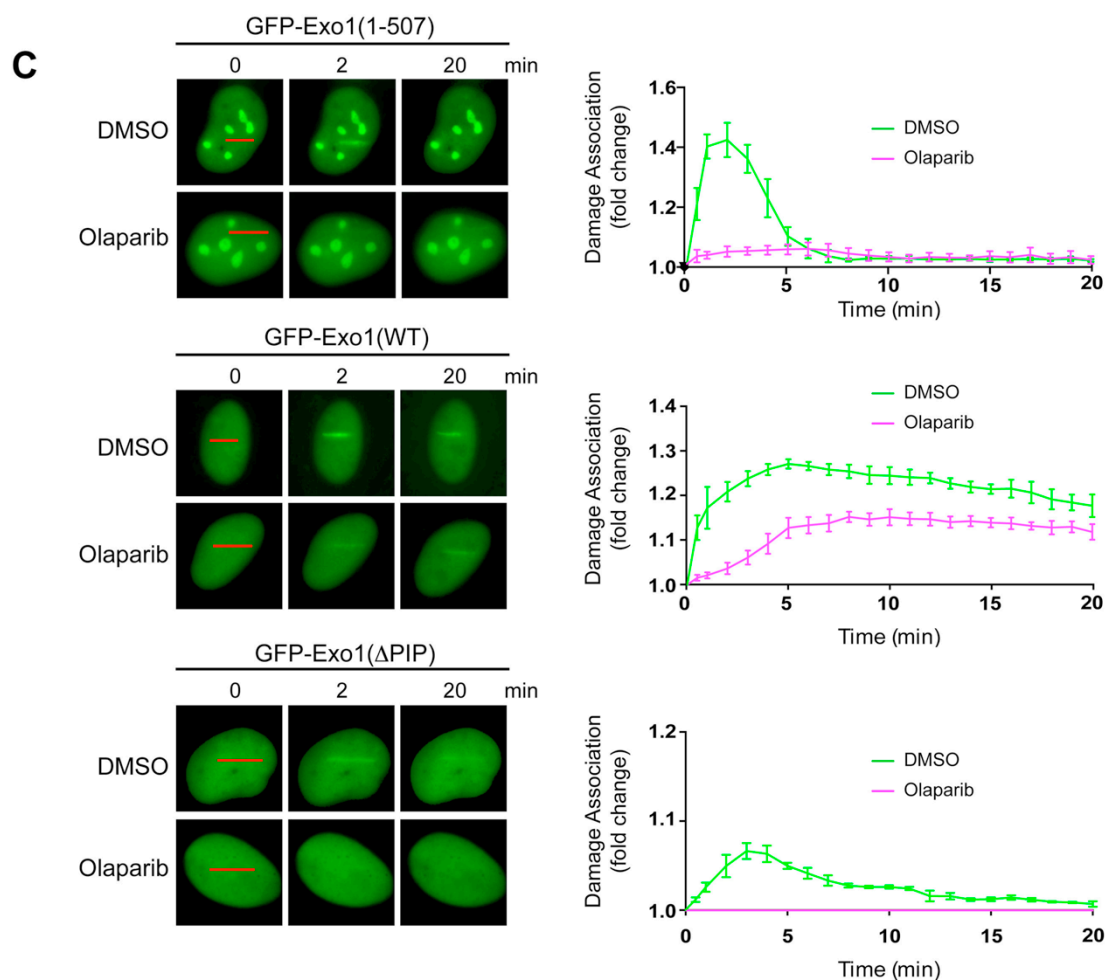 C
GFP-Exo1(1-507)
0 2 20 min
DMSO
Olaparib
1.6
1.4
1.2
1.0
0 5 10 15 20
Damage Association
(fold change)
Time (min)
DMSO
Olaparib
GFP-Exo1(WT)
0 2 20 min
DMSO
Olaparib
1.4
1.3
1.2
1.1
1.0
0 5 10 15 20
Damage Association
(fold change)
Time (min)
DMSO
Olaparib
GFP-Exo1(ΔPIP)
0 2 20 min
DMSO
Olaparib
1.2
1.1
1.0
0 5 10 15 20
Damage Association
(fold change)
Time (min)
DMSO
Olaparib